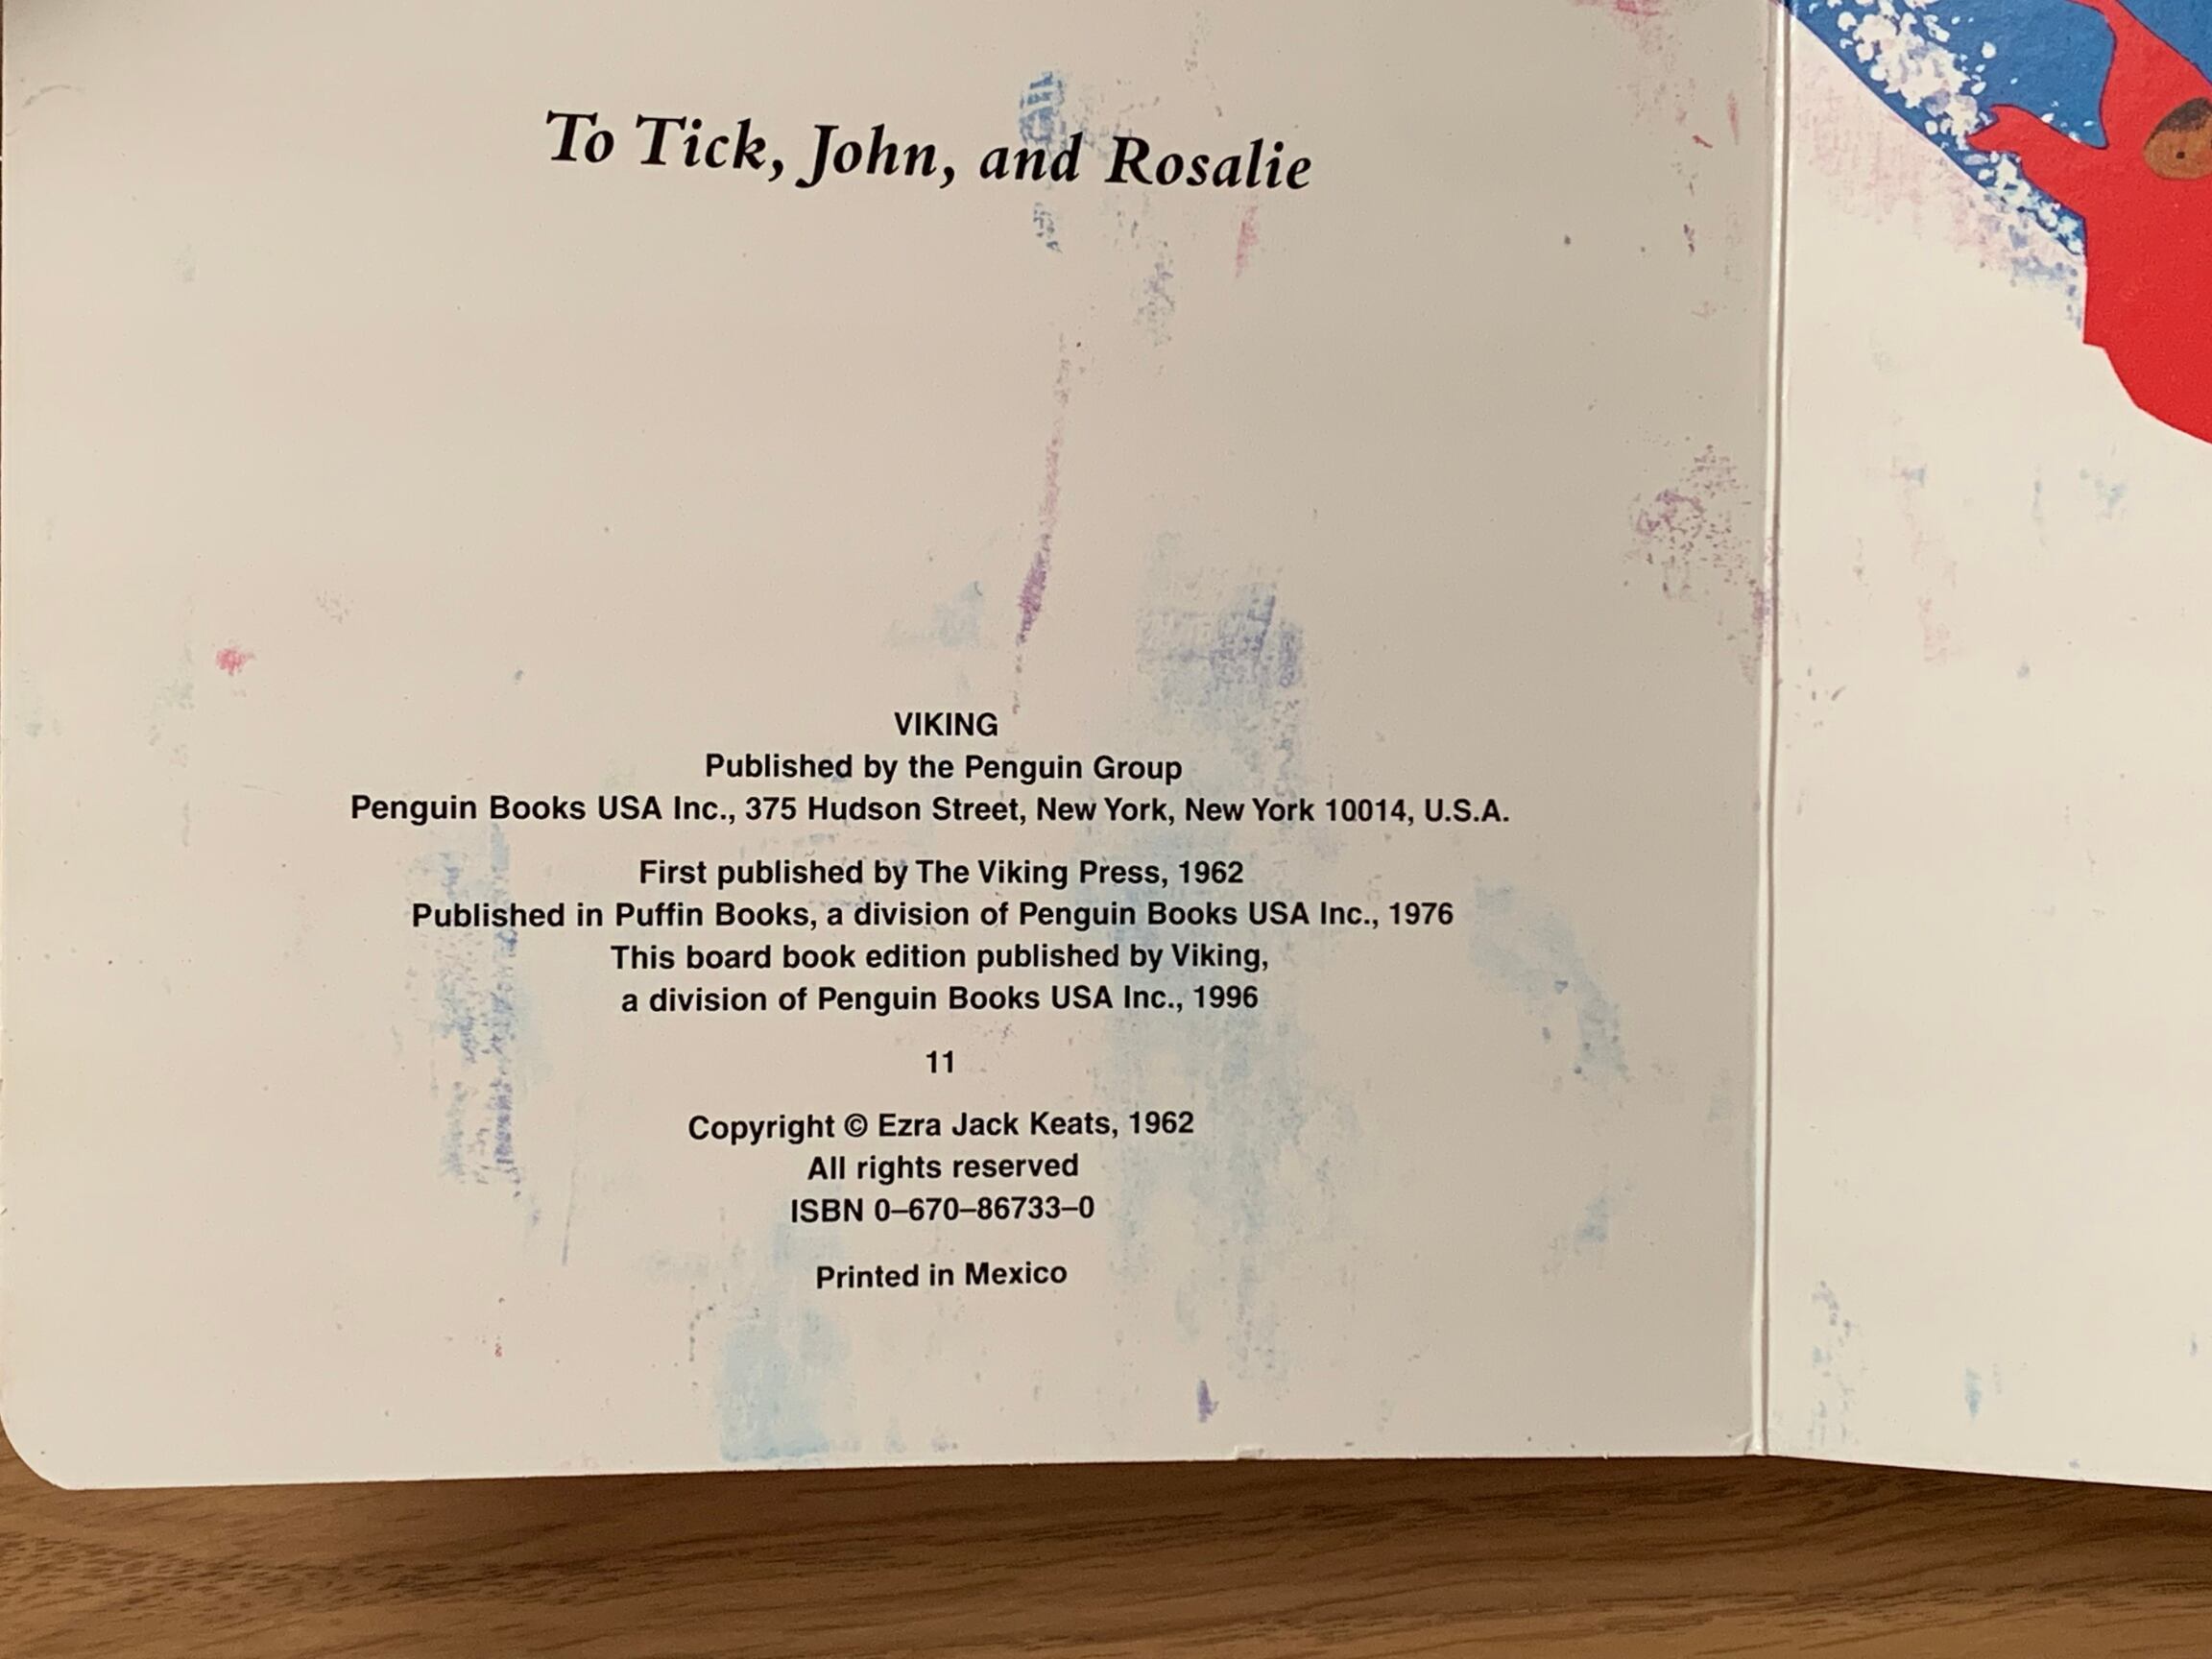 To Tick, John, and Rosalie
VIKING
Published by the Penguin Group
Penguin Books USA Inc., 375 Hudson Street, New York, New York 10014, U.S.A.
First published by The Viking Press, 1962
Published in Puffin Books, a division of Penguin Books USA Inc., 1976
This board book edition published by Viking,
a division of Penguin Books USA Inc., 1996
11
Copyright © Ezra Jack Keats, 1962
All rights reserved
ISBN 0–670–86733–0
Printed in Mexico